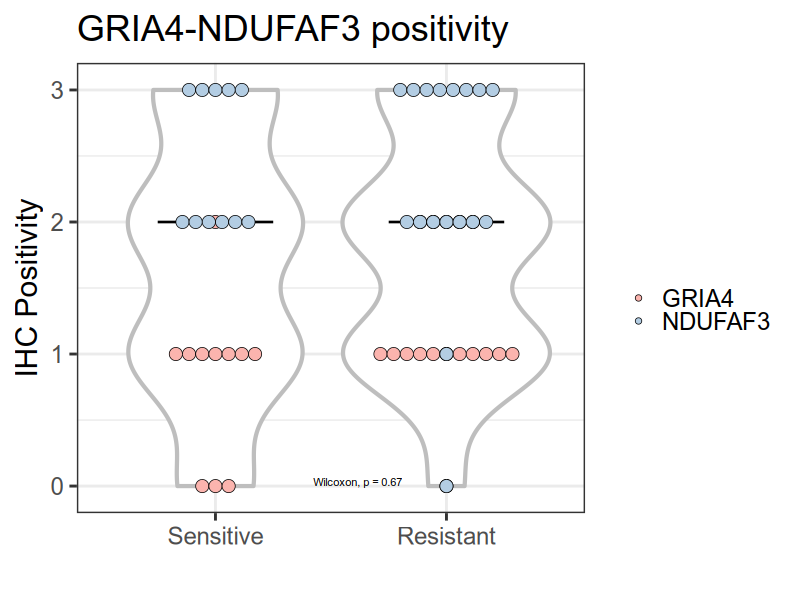 GRIA4-NDUFAF3 positivity
IHC Positivity
3
2
1
0
Wilcoxon, p = 0.67
Sensitive
Resistant
GRIA4
NDUFAF3